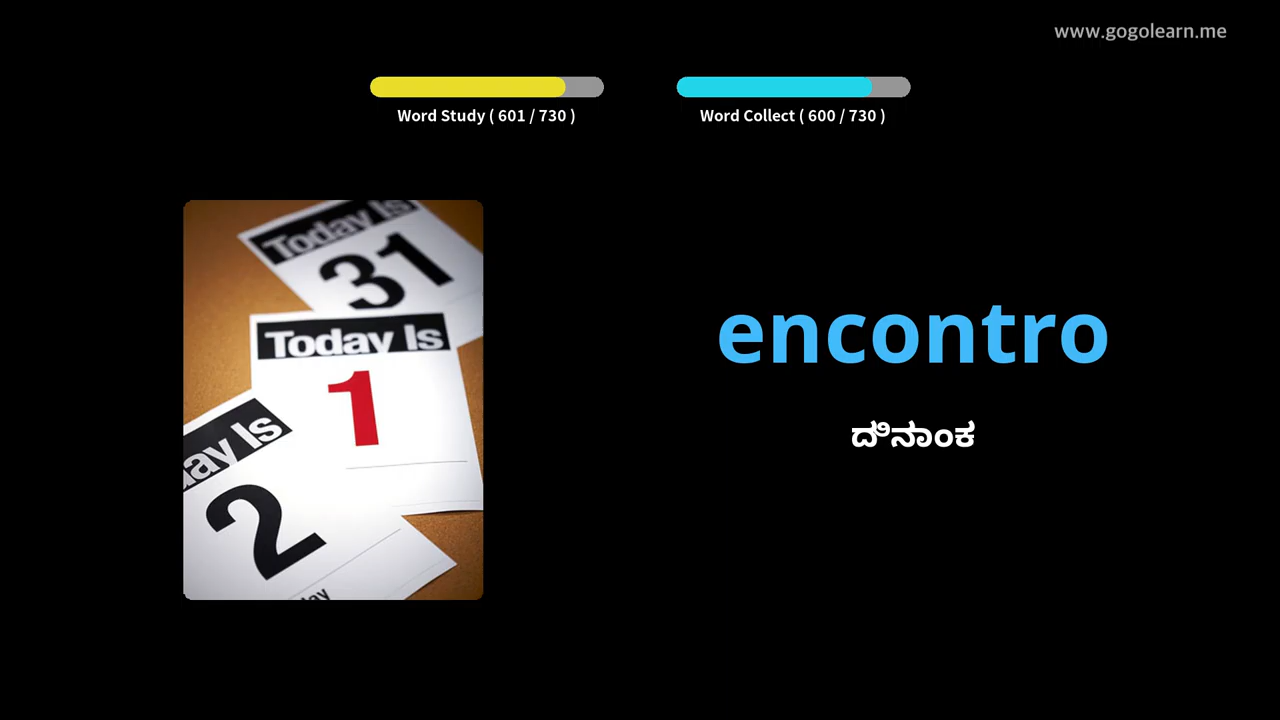 www.gogolearn.me
Word Study ( 601 / 730 )
Word Collect ( 600 / 730 )
Today Is
31
Today Is
1
ay Is
2
encontro
ದಿನಾಂಕ